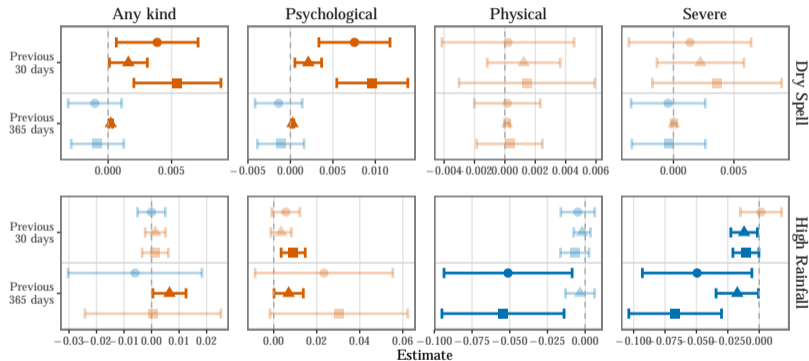 Any kind Psychological Physical Severe
Previous
30 days
Previous
365 days
Dry Spell
0.000 0.005 −0.005 0.000 0.005 0.010 −0.004 −0.002 0.000 0.002 0.004 0.006 0.000 0.005
Previous
30 days
Previous
365 days
High Rainfall
−0.03 −0.02 −0.01 0.00 0.01 0.02 0.00 0.02 0.04 0.06 −0.100 −0.075 −0.050 −0.025 0.000 −0.100 −0.075 −0.050 −0.025 0.000
Estimate